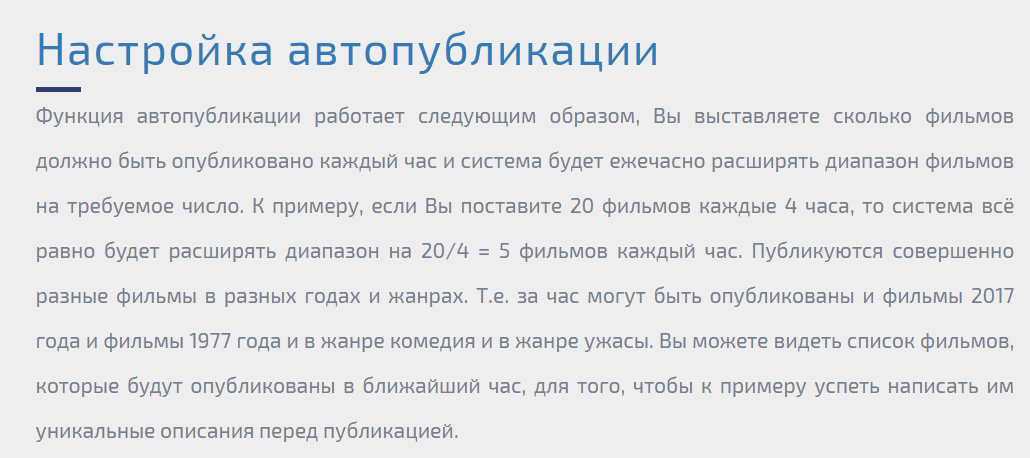 Настройка автопубликации
Функция автопубликации работает следующим образом, Вы выставляете сколько фильмов
должно быть опубликовано каждый час и система будет ежечасно расширять диапазон фильмов
на требуемое число. К примеру, если Вы поставите 20 фильмов каждые 4 часа, то система всё
равно будет расширять диапазон на 20/4 = 5 фильмов каждый час. Публикуются совершенно
разные фильмы в разных годах и жанрах. Т.е. за час могут быть опубликованы и фильмы 2017
года и фильмы 1977 года и в жанре комедия и в жанре ужасы. Вы можете видеть список фильмов,
которые будут опубликованы в ближайший час, для того, чтобы к примеру успеть написать им
уникальные описания перед публикацией.